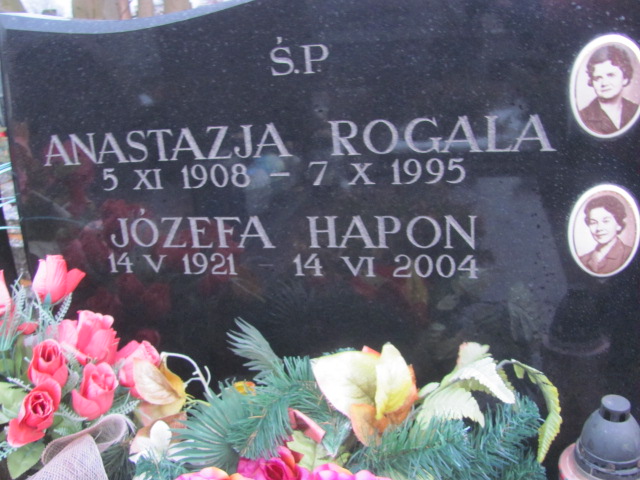 Ś.P
ANASTAZJA ROGALA
5 XI 1908 - 7 X 1995
JÓZEFA HAPON
14 V 1921 - 14 VI 2004